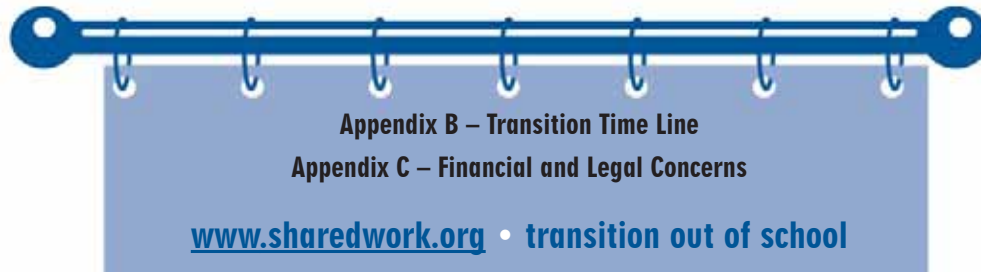 Appendix B – Transition Time Line
Appendix C – Financial and Legal Concerns
www.sharedwork.org • transition out of school